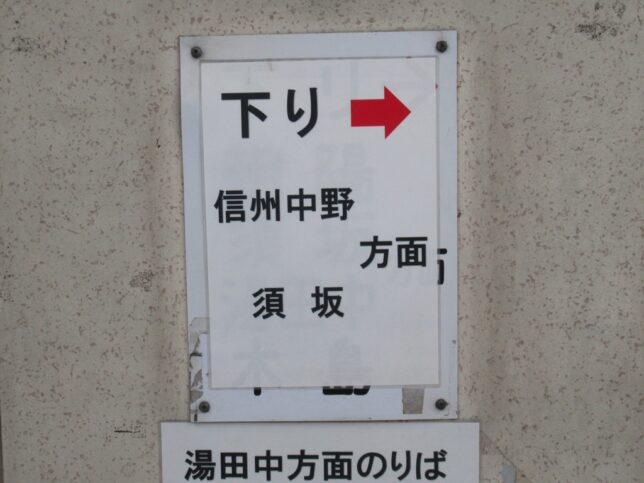 下り
信州中野
方面
須坂
湯田中方面のりば